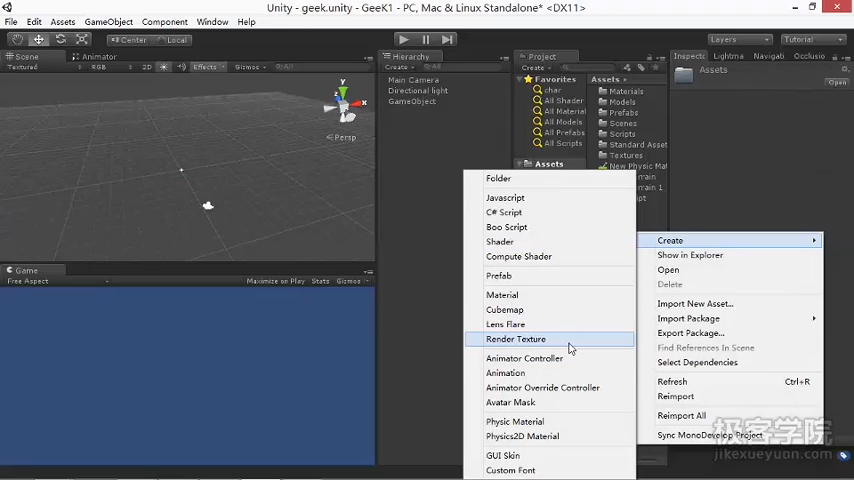 Unity - geek.unity - GeeK1 - PC, Mac & Linux Standalone* <DX11>
File Edit Assets GameObject Component Window Help
Center Local
Layers
Tutorial
Scene
Animator
Textured
RGB
2D
Effects
Gizmos
All
y
x
z
Persp
Game
Free Aspect
Maximize on Play
Stats
Gizmos
Hierarchy
Create
All
Main Camera
Directional light
GameObject
Project
Create
Favorites
char
All Shader
All Material
All Models
All Prefabs
All Scripts
Assets
Assets
Materials
Models
Prefabs
Scenes
Scripts
Standard Asset
Textures
New Physic Mat
Inspect
Lightma
Navigati
Occlusio
Assets
Open
Folder
Javascript
C# Script
Boo Script
Shader
Compute Shader
Prefab
Material
Cubemap
Lens Flare
Render Texture
Animator Controller
Animation
Animator Override Controller
Avatar Mask
Physic Material
Physics2D Material
GUI Skin
Custom Font
Create
Show in Explorer
Open
Delete
Import New Asset...
Import Package
Export Package...
Find References In Scene
Select Dependencies
Refresh Ctrl+R
Reimport
Reimport All
Sync MonoDevelop Project
极客学院
jikexueyuan.com